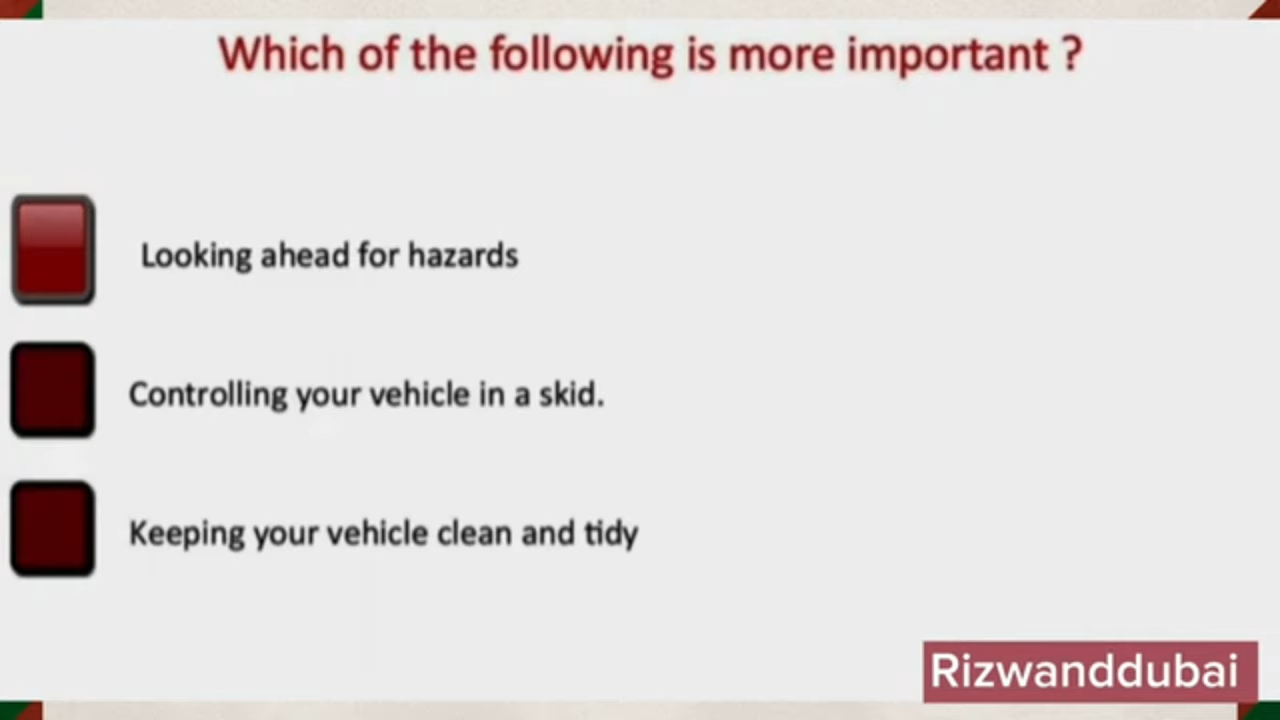 Which of the following is more important ?
Looking ahead for hazards
Controlling your vehicle in a skid.
Keeping your vehicle clean and tidy
Rizwanddubai